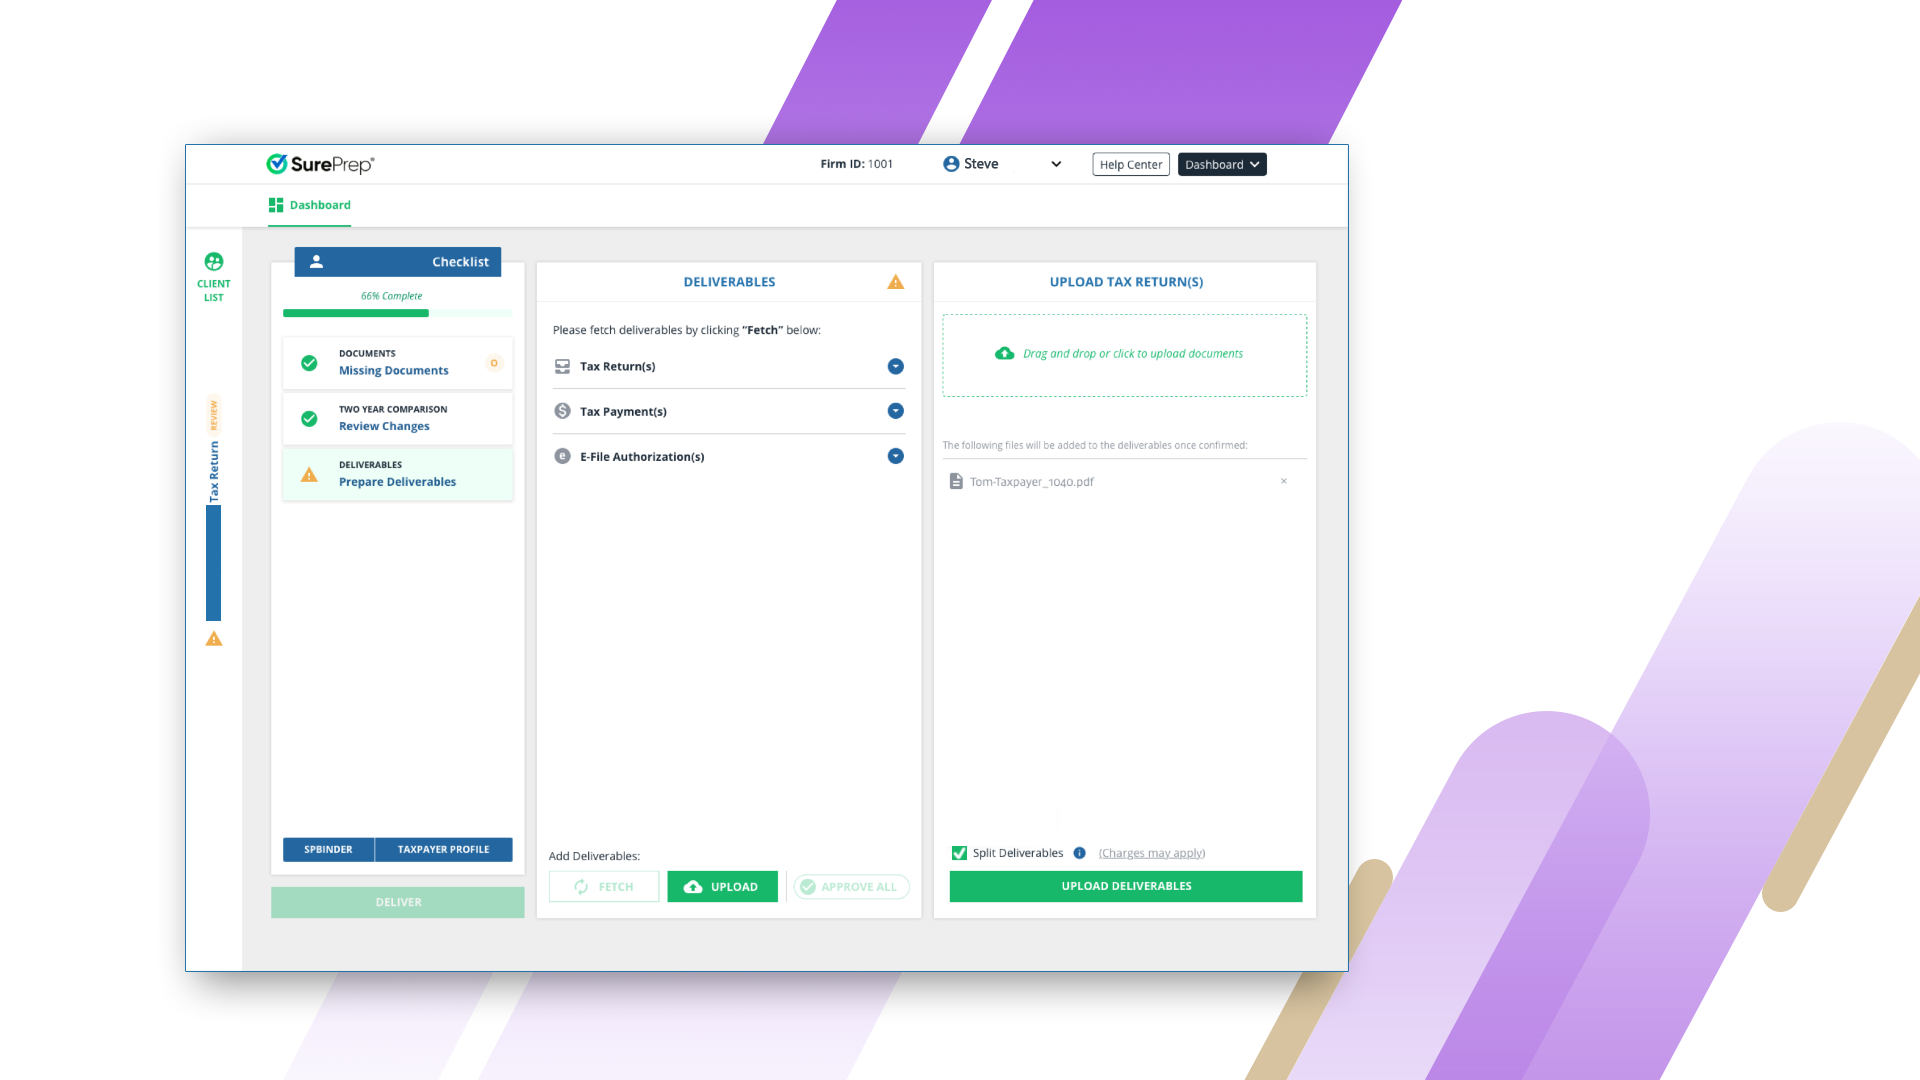 SurePrep®
Firm ID: 1001
Steve
Help Center
Dashboard
Dashboard
CLIENT
LIST
REVIEW
Tax Return
Checklist
66% Complete
DOCUMENTS
Missing Documents
0
TWO YEAR COMPARISON
Review Changes
DELIVERABLES
Prepare Deliverables
SPBINDER
TAXPAYER PROFILE
DELIVER
DELIVERABLES
Please fetch deliverables by clicking "Fetch" below:
Tax Return(s)
Tax Payment(s)
E-File Authorization(s)
Add Deliverables:
FETCH
UPLOAD
APPROVE ALL
UPLOAD TAX RETURN(S)
Drag and drop or click to upload documents
The following files will be added to the deliverables once confirmed:
Tom-Taxpayer_1040.pdf
×
Split Deliverables
(Charges may apply)
UPLOAD DELIVERABLES